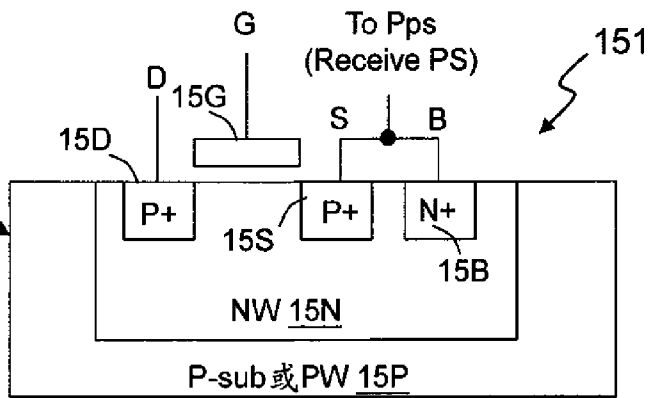 G
To Pps
(Receive PS)
151
D
15G
S
B
15D
P+
P+
N+
15S
15B
NW 15N
P-sub或PW 15P